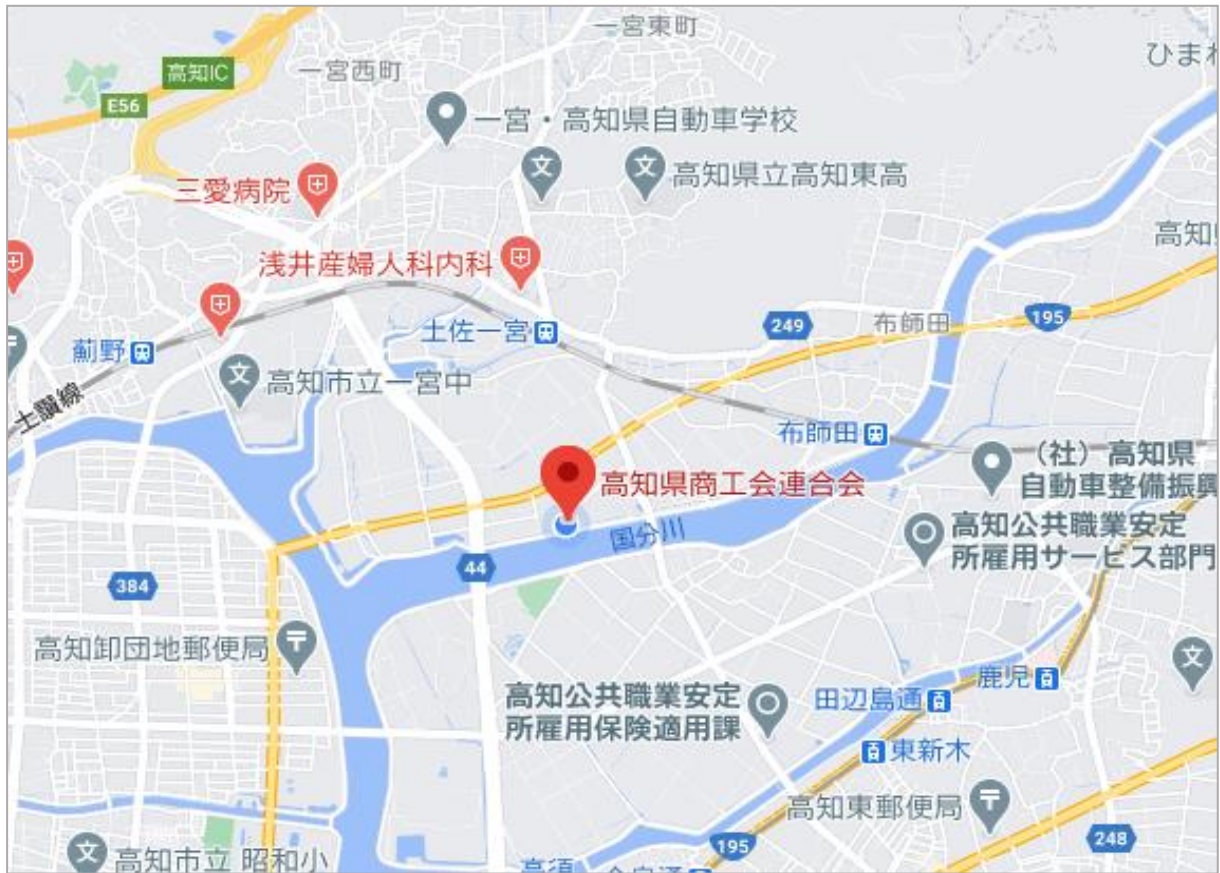 一宮東町
ひまわ
高知IC
一宮西町
E56
一宮・高知県自動車学校
高知県立高知東高
三愛病院
高知県
浅井産婦人科内科
195
249
布師田
土佐一宮
薊野
高知市立一宮中
土讃線
布師田
高知県商工会連合会
（社）高知県
自動車整備振興
国分川
高知公共職業安定
所雇用サービス部門
44
384
高知卸団地郵便局
鹿児
高知公共職業安定
所雇用保険適用課
田辺島通
東新木
高知東郵便局
195
248
高知市立 昭和小
高須